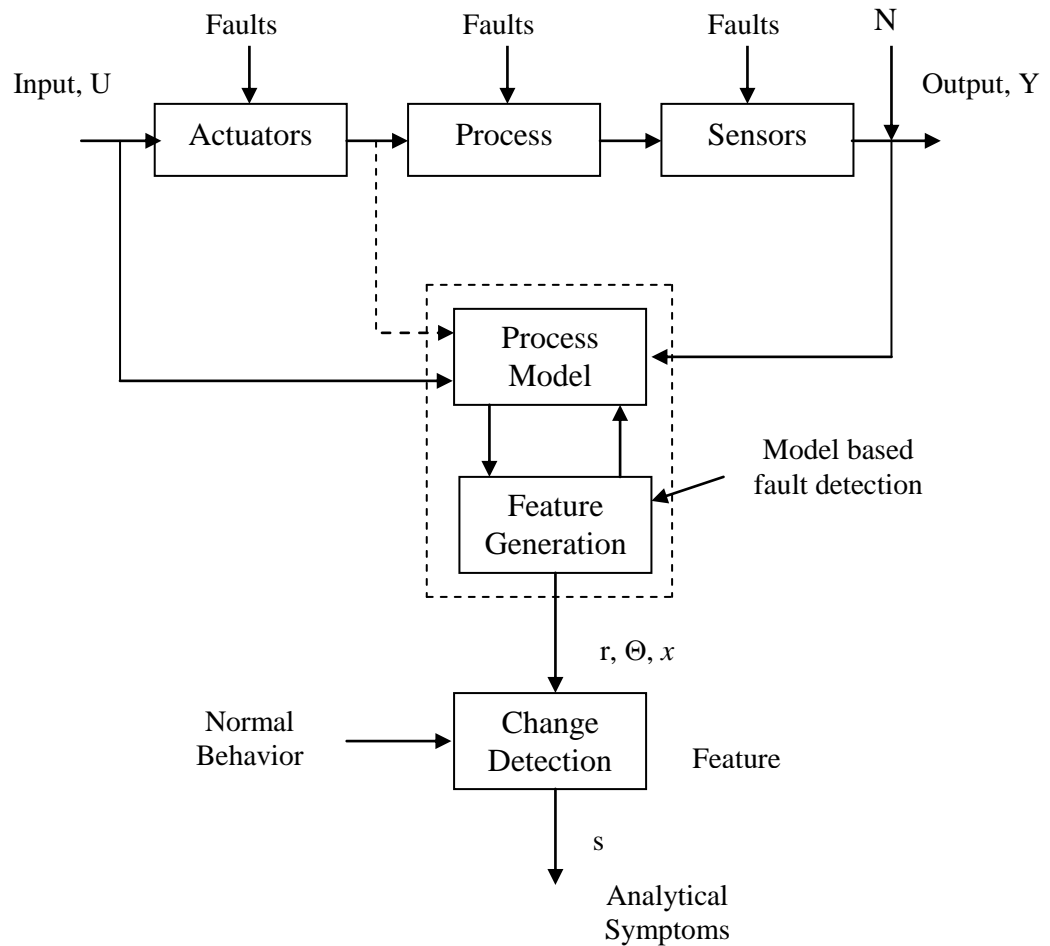 Faults
Faults
Faults
N
Input, U
Output, Y
Actuators
Process
Sensors
Process
Model
Model based
fault detection
Feature
Generation
r, Θ, x
Normal
Behavior
Change
Detection
Feature
s
Analytical
Symptoms